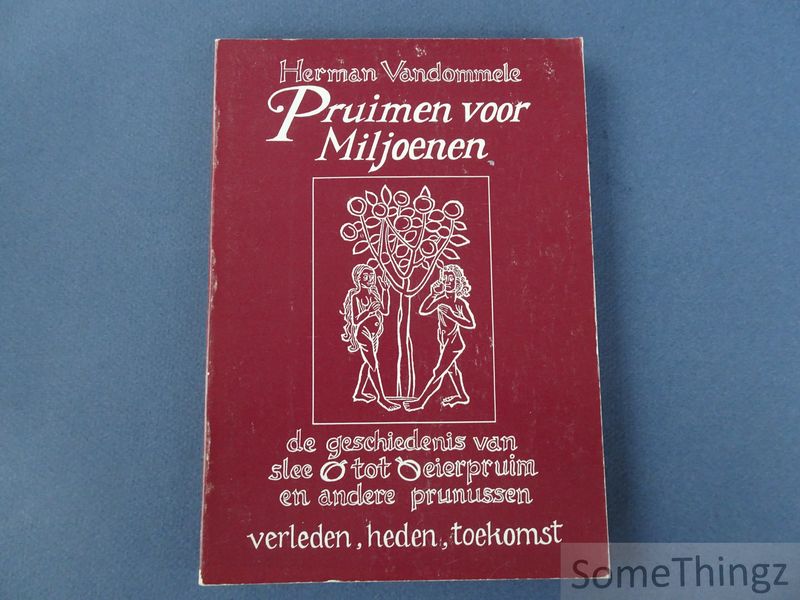 Herman Vandommele
Pruimen voor
Miljoenen
de geschiedenis van
slee tot eierpruim
en andere prunussen
verleden, heden, toekomst
SomeThingz